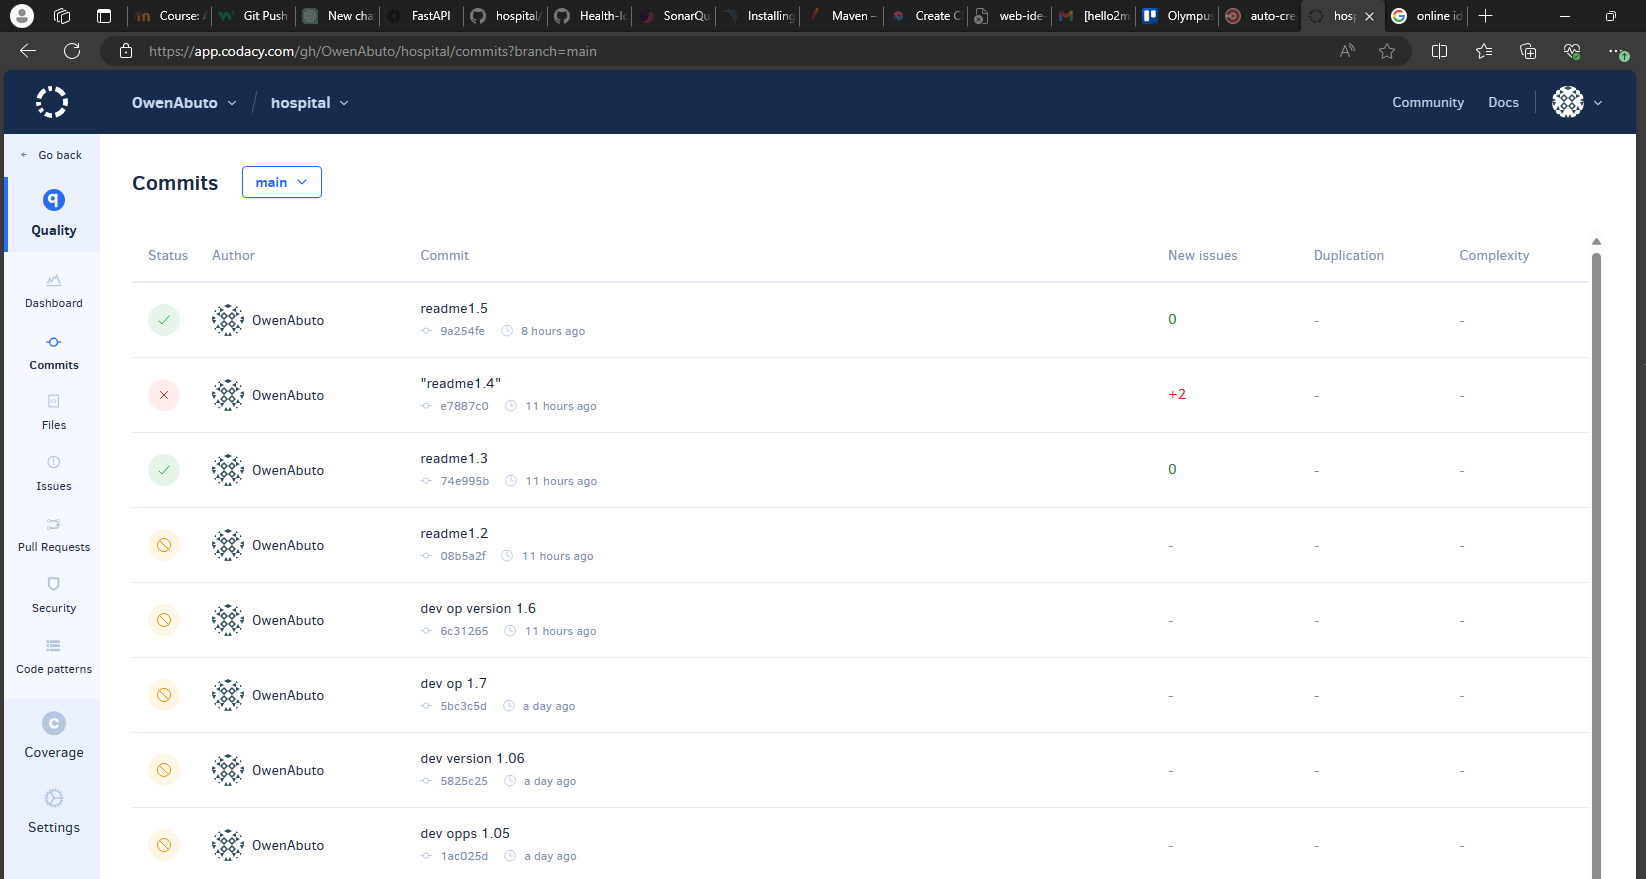 Course: A
Git Push
New cha
FastAPI
hospital/
Health-Ic
SonarQu
Installing
Maven –
Create C
web-ide-
[hello2m
Olympus
auto-cre
hosp
online id
https://app.codacy.com/gh/OwenAbuto/hospital/commits?branch=main
OwenAbuto / hospital
Community Docs
Go back
Quality
Dashboard
Commits
Files
Issues
Pull Requests
Security
Code patterns
Coverage
Settings
Commits main
Status Author Commit New issues Duplication Complexity
OwenAbuto readme1.5 0 - -
9a254fe 8 hours ago
OwenAbuto "readme1.4" +2 - -
e7887c0 11 hours ago
OwenAbuto readme1.3 0 - -
74e995b 11 hours ago
OwenAbuto readme1.2 - - -
08b5a2f 11 hours ago
OwenAbuto dev op version 1.6 - - -
6c31265 11 hours ago
OwenAbuto dev op 1.7 - - -
5bc3c5d a day ago
OwenAbuto dev version 1.06 - - -
5825c25 a day ago
OwenAbuto dev opps 1.05 - - -
1ac025d a day ago